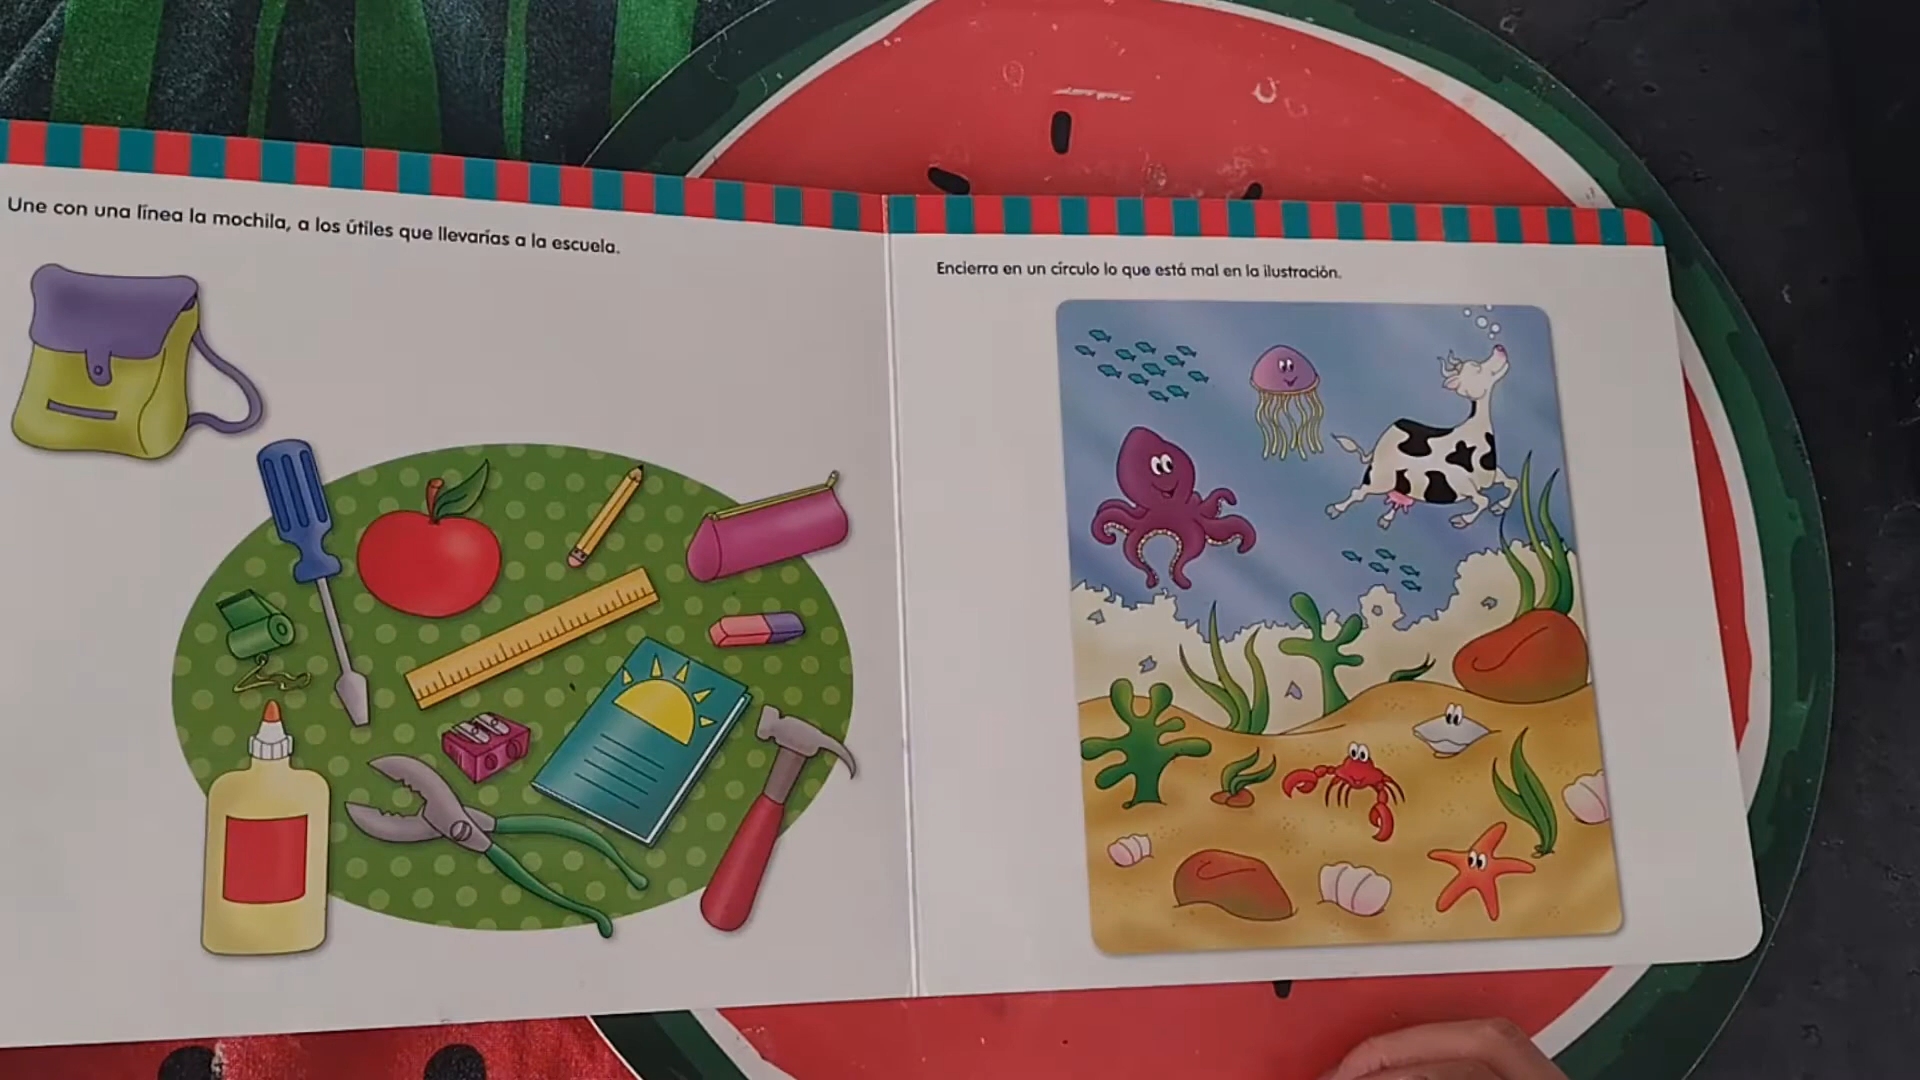 Une con una línea la mochila, a los útiles que llevarías a la escuela.
Encierra en un círculo lo que está mal en la ilustración.